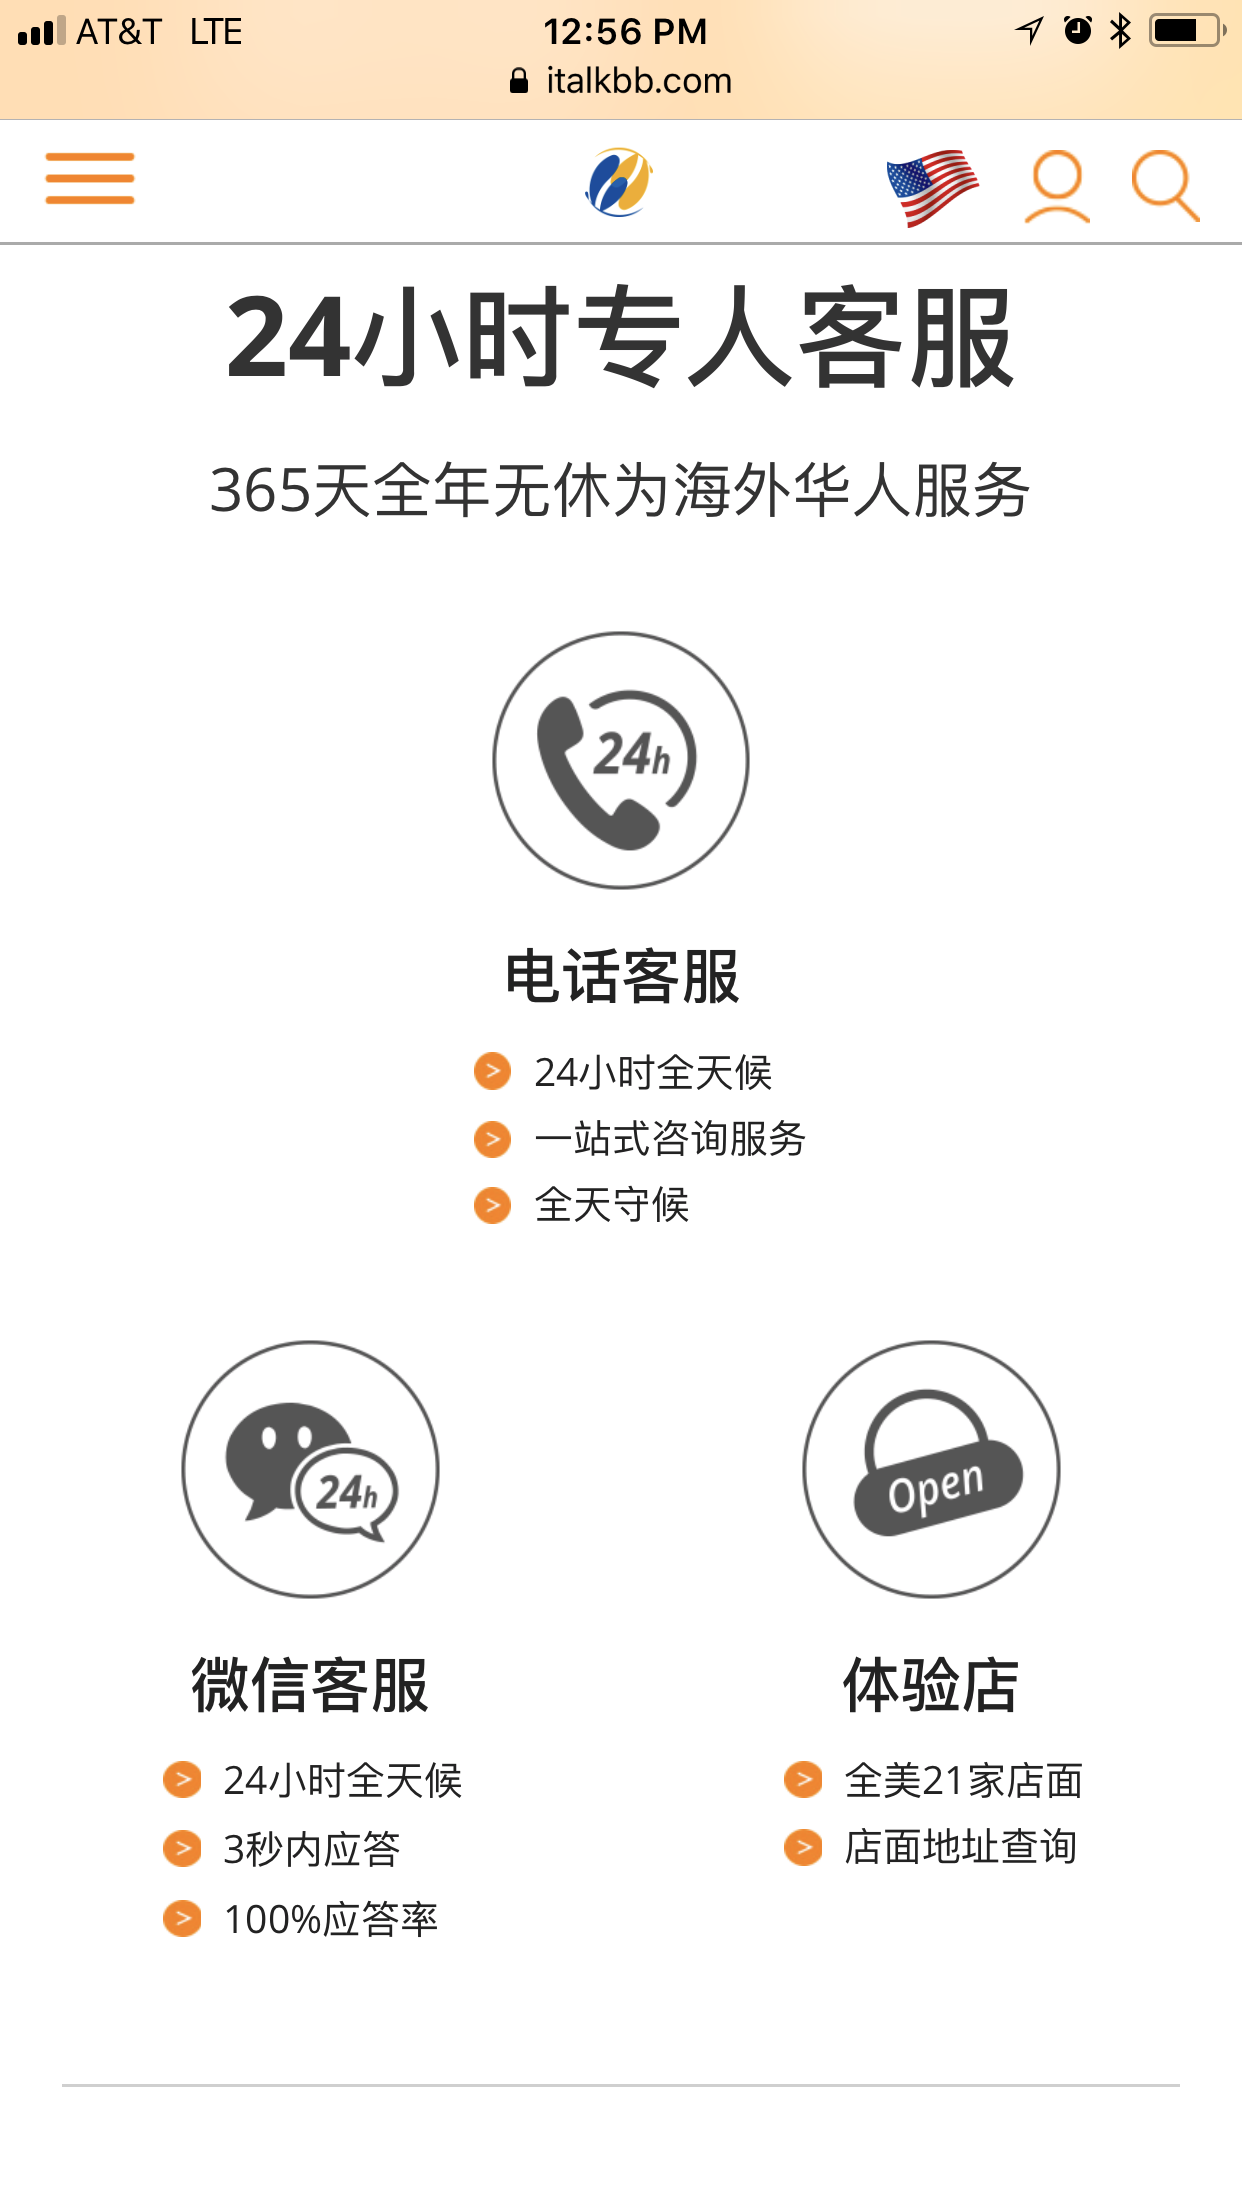 AT&T LTE 12:56 PM
italkbb.com
24小时专人客服
365天全年无休为海外华人服务
24h
电话客服
24小时全天候
一站式咨询服务
全天守候
24h
微信客服
24小时全天候
3秒内应答
100%应答率
Open
体验店
全美21家店面
店面地址查询